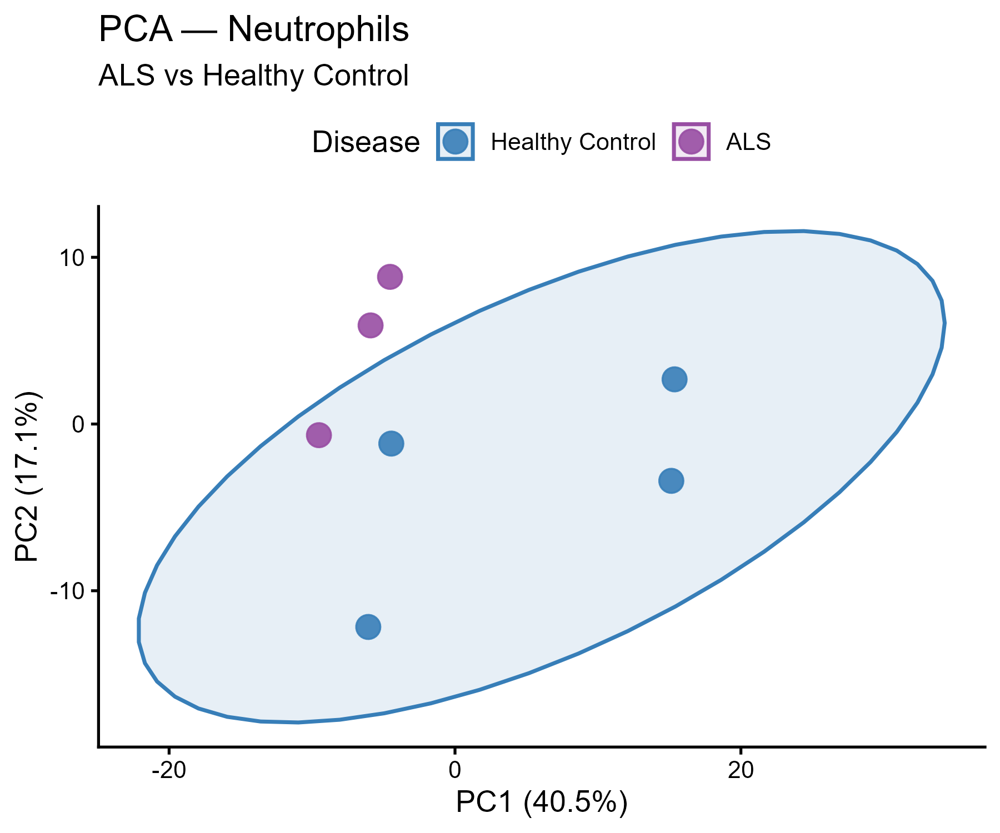 PCA — Neutrophils
ALS vs Healthy Control
Disease Healthy Control ALS
10
0
-10
PC2 (17.1%)
-20 0 20
PC1 (40.5%)